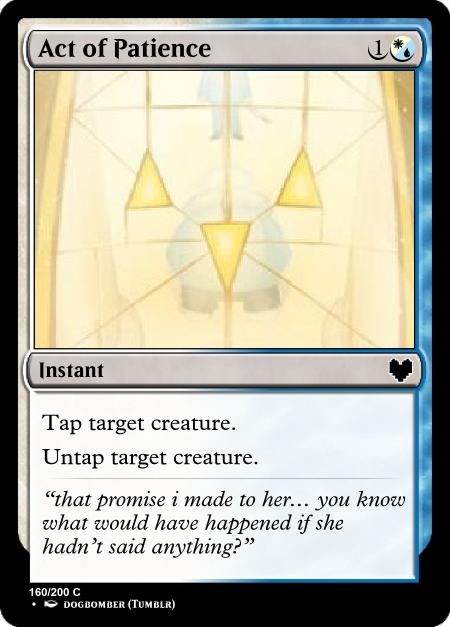 Act of Patience
1
Instant
Tap target creature.
Untap target creature.
“that promise i made to her... you know
what would have happened if she
hadn't said anything?”
160/200 C
• DOGBOMBER (TUMBLR)